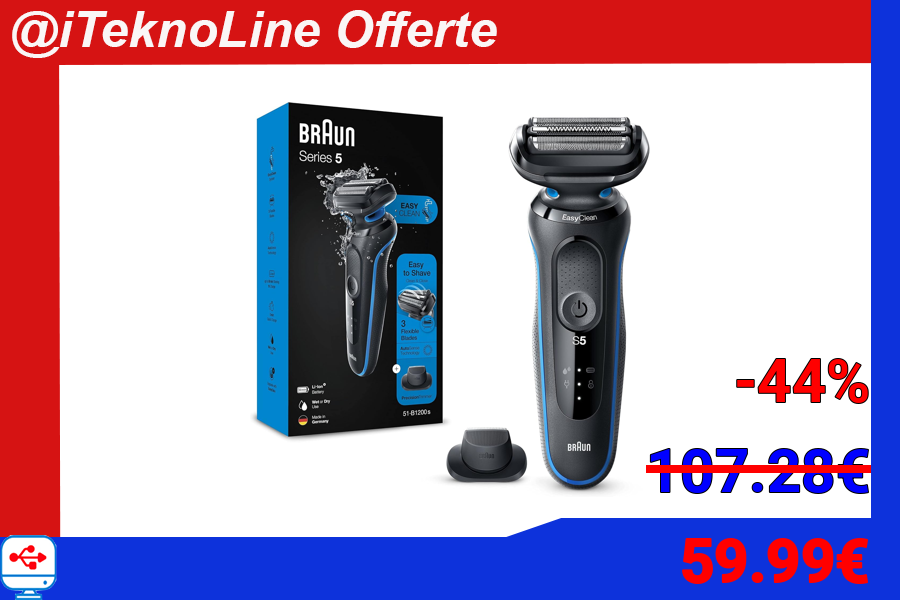 @iTeknoLine Offerte
BRAUN
Series 5
EASY
CLEAN
Easy
to Shave
3
Flexible
Blades
Li-Ion
Battery
Wet or Dry
Use
Made in
Germany
51-B1200s
EasyClean
S5
BRAUN
-44%
107.28€
59.99€